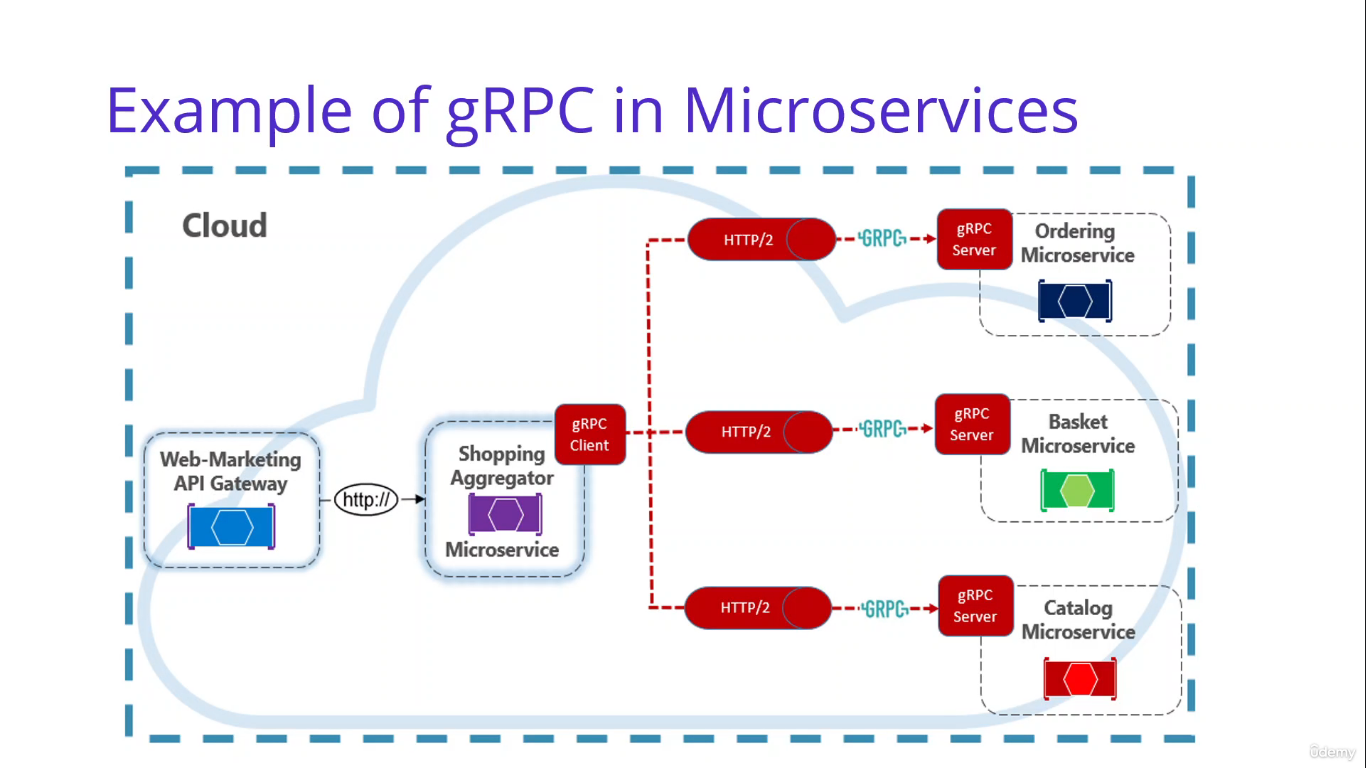 Example of gRPC in Microservices
Cloud
Web-Marketing
API Gateway
http://
Shopping
Aggregator
Microservice
gRPC
Client
HTTP/2
GRPC
gRPC
Server
Ordering
Microservice
HTTP/2
GRPC
gRPC
Server
Basket
Microservice
HTTP/2
GRPC
gRPC
Server
Catalog
Microservice
ûdemy